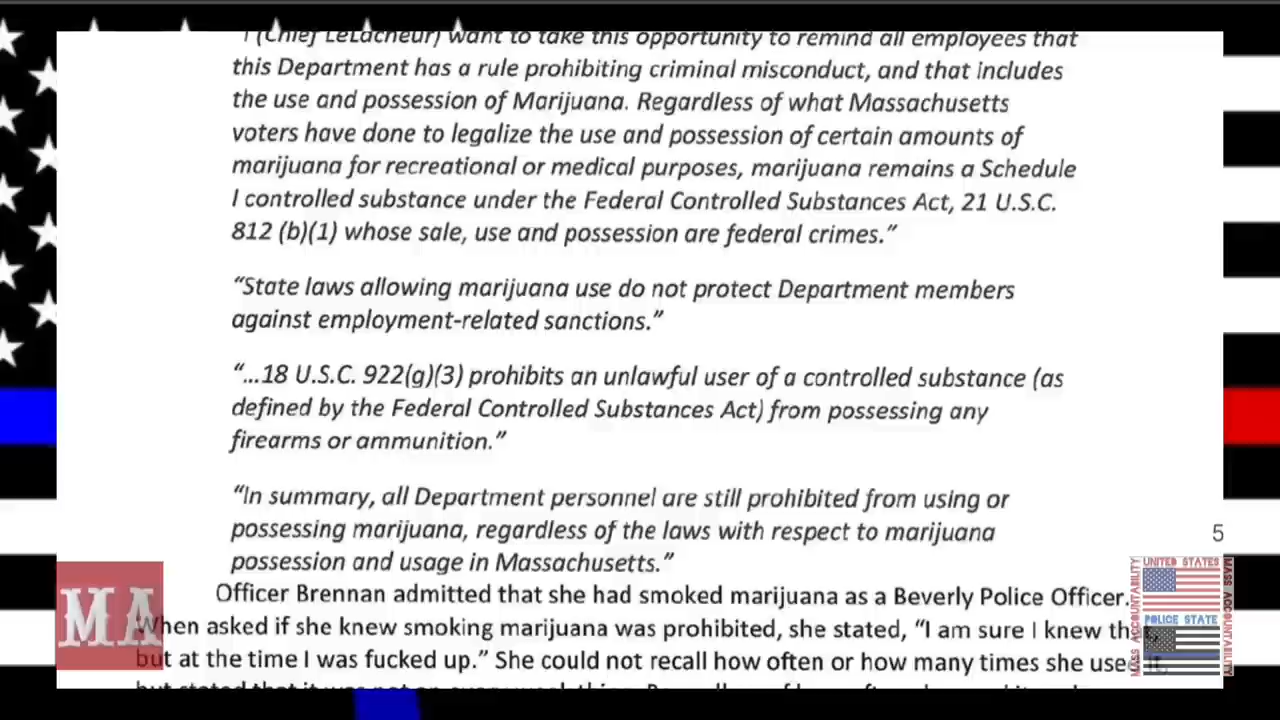 I (Chief LeLacheur) want to take this opportunity to remind all employees that
this Department has a rule prohibiting criminal misconduct, and that includes
the use and possession of Marijuana. Regardless of what Massachusetts
voters have done to legalize the use and possession of certain amounts of
marijuana for recreational or medical purposes, marijuana remains a Schedule
I controlled substance under the Federal Controlled Substances Act, 21 U.S.C.
812 (b)(1) whose sale, use and possession are federal crimes.”
“State laws allowing marijuana use do not protect Department members
against employment-related sanctions.”
“...18 U.S.C. 922(g)(3) prohibits an unlawful user of a controlled substance (as
defined by the Federal Controlled Substances Act) from possessing any
firearms or ammunition.”
“In summary, all Department personnel are still prohibited from using or
possessing marijuana, regardless of the laws with respect to marijuana
possession and usage in Massachusetts.”
5
Officer Brennan admitted that she had smoked marijuana as a Beverly Police Officer.
When asked if she knew smoking marijuana was prohibited, she stated, “I am sure I knew that,
but at the time I was fucked up.” She could not recall how often or how many times she used it,
MA
UNITED STATES
POLICE STATE
MASS ACCOUNTABILITY
MASS ACCOUNTABILITY